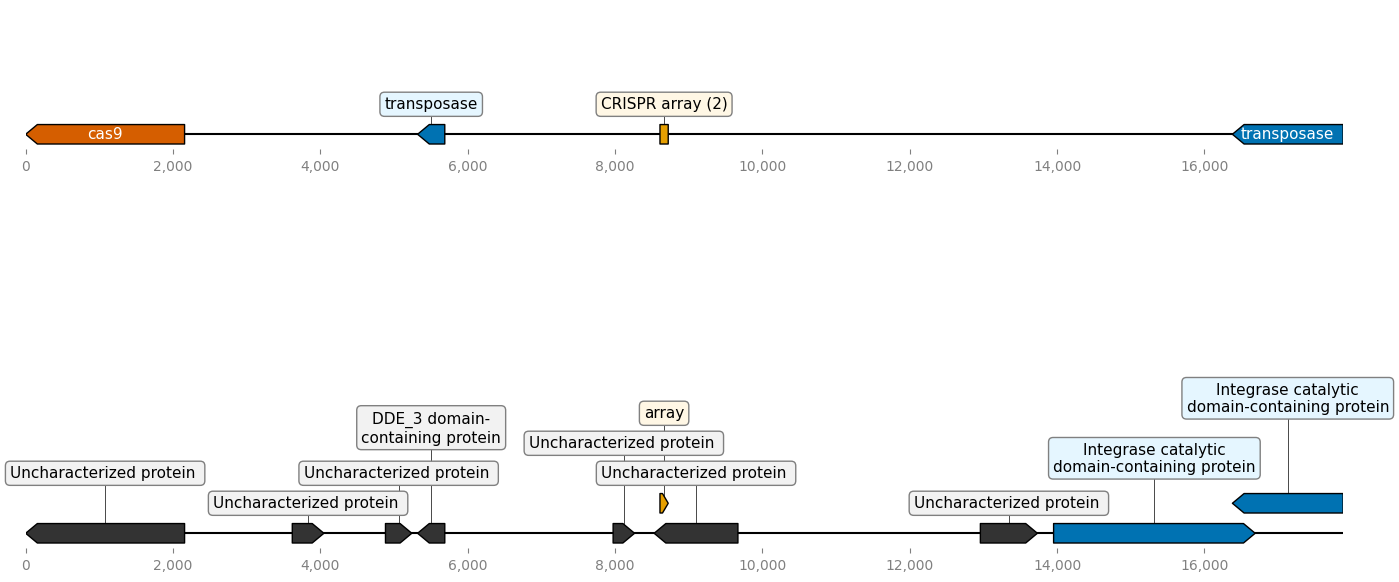 transposase
CRISPR array (2)
cas9
transposase
0
2,000
4,000
6,000
8,000
10,000
12,000
14,000
16,000
Integrase catalytic
domain-containing protein
DDE_3 domain-
containing protein
array
Uncharacterized protein
Integrase catalytic
domain-containing protein
Uncharacterized protein
Uncharacterized protein
Uncharacterized protein
Uncharacterized protein
Uncharacterized protein
0
2,000
4,000
6,000
8,000
10,000
12,000
14,000
16,000